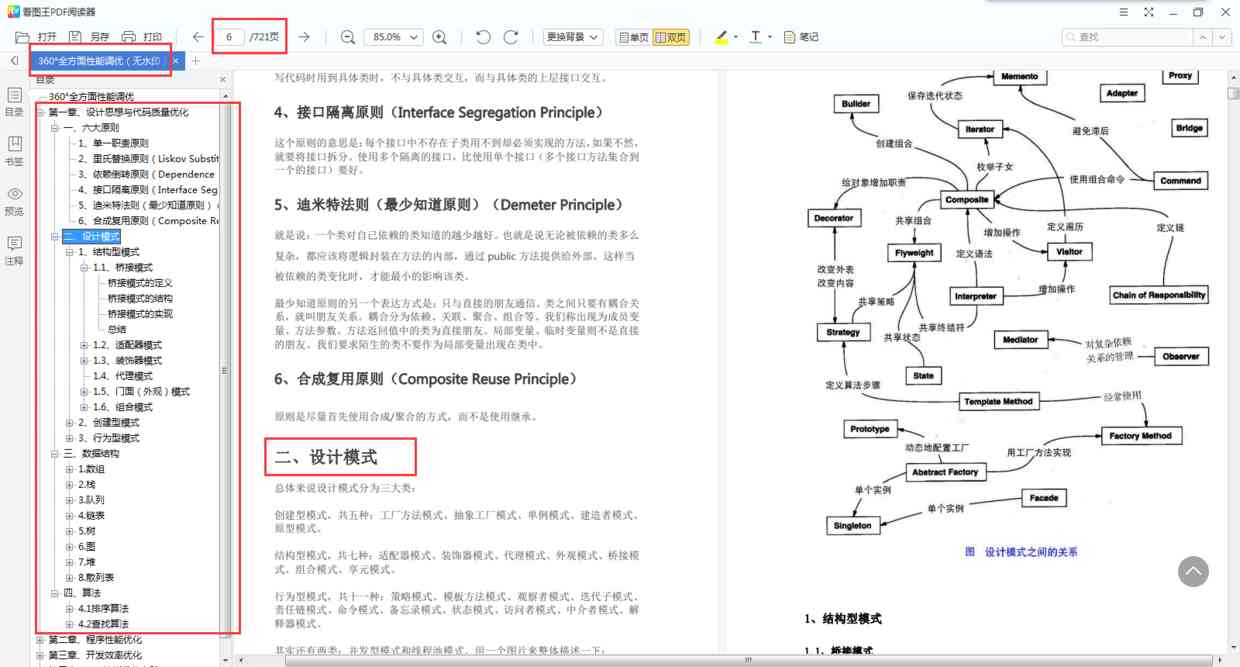 看图王PDF阅读器
打开 另存 打印 6 /721页 85.0% 更换背景 单页 双页 笔记 查找
360°全方面性能调优（无水印
目录
目录
书签
预览
注释
360°全方面性能调优
第一章、设计思想与代码质量优化
一、六大原则
1、单一职责原则
2、里氏替换原则（Liskov Substit
3、依赖倒转原则（Dependence
4、接口隔离原则（Interface Seg
5、迪米特法则（最少知道原则）（
6、合成复用原则（Composite Re
二、设计模式
1、结构型模式
1.1、桥接模式
桥接模式的定义
桥接模式的结构
桥接模式的实现
总结
1.2、适配器模式
1.3、装饰器模式
1.4、代理模式
1.5、门面（外观）模式
1.6、组合模式
2、创建型模式
3、行为型模式
三、数据结构
1.数组
2.栈
3.队列
4.链表
5.树
6.图
7.堆
8.散列表
四、算法
4.1排序算法
4.2查找算法
第二章、程序性能优化
第三章、开发效率优化
写代码时用到具体类时，不与具体类交互，而与具体类的上层接口交互。
4、接口隔离原则（Interface Segregation Principle）
这个原则的意思是：每个接口中不存在子类用不到却必须实现的方法，如果不然，
就要将接口拆分。使用多个隔离的接口，比使用单个接口（多个接口方法集合到
一个的接口）要好。
5、迪米特法则（最少知道原则）（Demeter Principle）
就是说：一个类对自己依赖的类知道的越少越好。也就是说无论被依赖的类多么
复杂，都应该将逻辑封装在方法的内部，通过 public 方法提供给外部。这样当
被依赖的类变化时，才能最小的影响该类。
最少知道原则的另一个表达方式是：只与直接的朋友通信。类之间只要有耦合关
系，就叫朋友关系。耦合分为依赖、关联、聚合、组合等。我们称出现为成员变
量、方法参数、方法返回值中的类为直接朋友。局部变量、临时变量则不是直接
的朋友。我们要求陌生的类不要作为局部变量出现在类中。
6、合成复用原则（Composite Reuse Principle）
原则是尽量首先使用合成/聚合的方式，而不是使用继承。
二、设计模式
总体来说设计模式分为三大类：
创建型模式，共五种：工厂方法模式、抽象工厂模式、单例模式、建造者模式、
原型模式。
结构型模式，共七种：适配器模式、装饰器模式、代理模式、外观模式、桥接模
式、组合模式、享元模式。
行为型模式，共十一种：策略模式、模板方法模式、观察者模式、迭代子模式、
责任链模式、命令模式、备忘录模式、状态模式、访问者模式、中介者模式、解
释器模式。
其实还有两类：并发型模式和线程池模式。用一个图片来整体描述一下：
Memento
Proxy
Adapter
Builder
保存迭代状态
Bridge
Iterator
避免滞后
创建组合
枚举子女
给对象增加职责
使用组合命令
Command
Composite
Decorator
共享组合
增加操作
定义遍历
定义链
Flyweight
定义语法
Visitor
改变外表
改变内容
增加操作
Interpreter
Chain of Responsibility
共享策略
Strategy
共享终结符
共享状态
Mediator
对复杂依赖
关系的管理
Observer
State
定义算法步骤
Template Method
经常使用
Prototype
Factory Method
动态地配置工厂
用工厂方法实现
Abstract Factory
单个实例
Facade
单个实例
Singleton
图 设计模式之间的关系
1、结构型模式
1.1、桥接模式